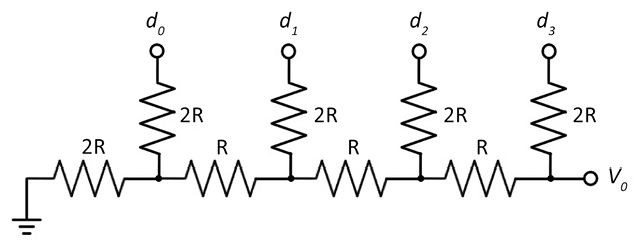 d₀ d₁ d₂ d₃
2R 2R 2R 2R
2R R R R
V₀